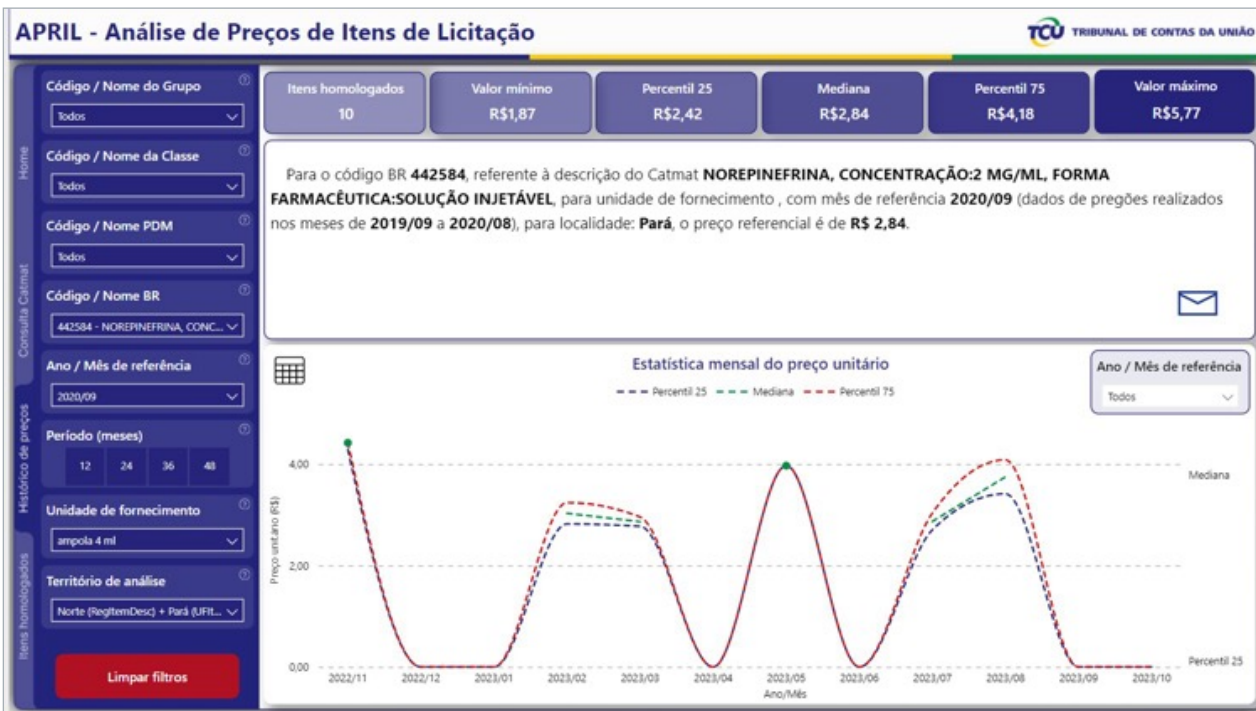 APRIL - Análise de Preços de Itens de Licitação
TCU TRIBUNAL DE CONTAS DA UNIÃO
Home
Consulta Catmat
Histórico de preços
Itens homologados
Código / Nome do Grupo
Todos
Código / Nome da Classe
Todos
Código / Nome PDM
Todos
Código / Nome BR
442584 - NOREPINEFRINA, CONC...
Ano / Mês de referência
2020/09
Período (meses)
12 24 36 48
Unidade de fornecimento
ampola 4 ml
Território de análise
Norte (RegItemDesc) + Pará (UFIt...
Limpar filtros
Itens homologados
10
Valor mínimo
R$1,87
Percentil 25
R$2,42
Mediana
R$2,84
Percentil 75
R$4,18
Valor máximo
R$5,77
Para o código BR 442584, referente à descrição do Catmat NOREPINEFRINA, CONCENTRAÇÃO:2 MG/ML, FORMA
FARMACÊUTICA:SOLUÇÃO INJETÁVEL, para unidade de fornecimento , com mês de referência 2020/09 (dados de pregões realizados
nos meses de 2019/09 a 2020/08), para localidade: Pará, o preço referencial é de R$ 2,84.
Estatística mensal do preço unitário
Percentil 25 Mediana Percentil 75
Ano / Mês de referência
Todos
Preço unitário (R$)
4,00
2,00
0,00
Mediana
Percentil 25
2022/11 2022/12 2023/01 2023/02 2023/03 2023/04 2023/05 2023/06 2023/07 2023/08 2023/09 2023/10
Ano/Mês